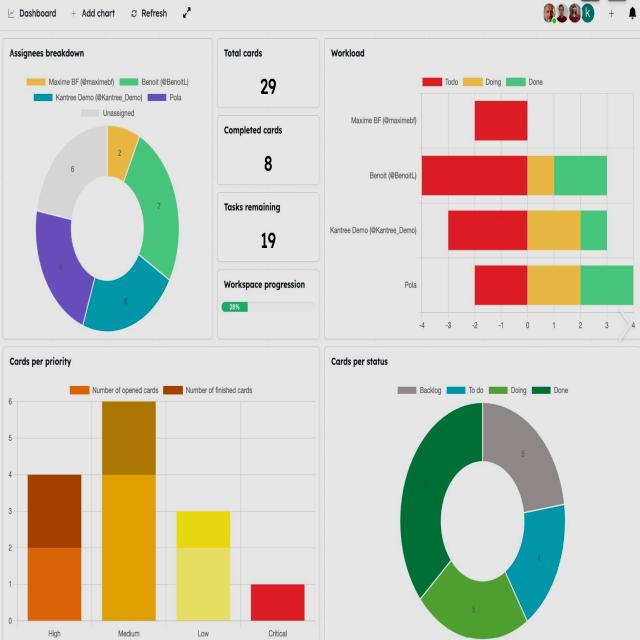 Dashboard
Add chart
Refresh
k
Assignees breakdown
Maxime BF (@maximebf)
Benoit (@BenoitL)
Kantree Demo (@Kantree_Demo)
Pola
Unassigned
2
7
6
6
Total cards
29
Completed cards
8
Tasks remaining
19
Workspace progression
28%
Workload
Todo
Doing
Done
Maxime BF (@maximebf)
Benoit (@BenoitL)
Kantree Demo (@Kantree_Demo)
Pola
-4 -3 -2 -1 0 1 2 3 4
Cards per priority
Number of opened cards
Number of finished cards
6
5
4
3
2
1
0
High Medium Low Critical
Cards per status
Backlog
To do
Doing
Done
5
4
5